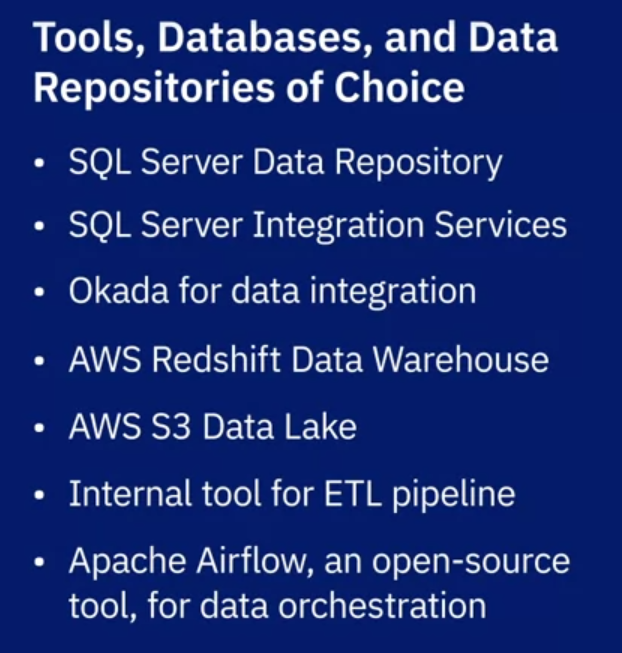 Tools, Databases, and Data
Repositories of Choice
• SQL Server Data Repository
• SQL Server Integration Services
• Okada for data integration
• AWS Redshift Data Warehouse
• AWS S3 Data Lake
• Internal tool for ETL pipeline
• Apache Airflow, an open-source
tool, for data orchestration